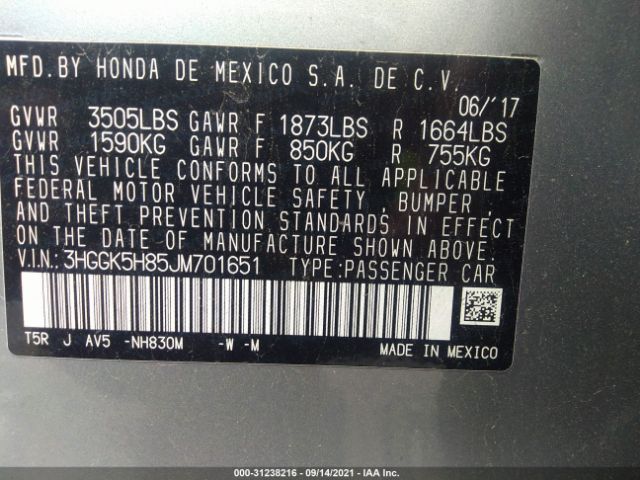 MFD.BY HONDA DE MEXICO S.A. DE C.V.
06/'17
GVWR 3505LBS GAWR F 1873LBS R 1664LBS
GVWR 1590KG GAWR F 850KG R 755KG
THIS VEHICLE CONFORMS TO ALL APPLICABLE
FEDERAL MOTOR VEHICLE SAFETY, BUMPER,
AND THEFT PREVENTION STANDARDS IN EFFECT
ON THE DATE OF MANUFACTURE SHOWN ABOVE.
V.I.N.:3HGGK5H85JM701651 TYPE:PASSENGER CAR
T5R J AV5 -NH830M -W -M
MADE IN MEXICO
000-31238216 - 09/14/2021 - IAA Inc.